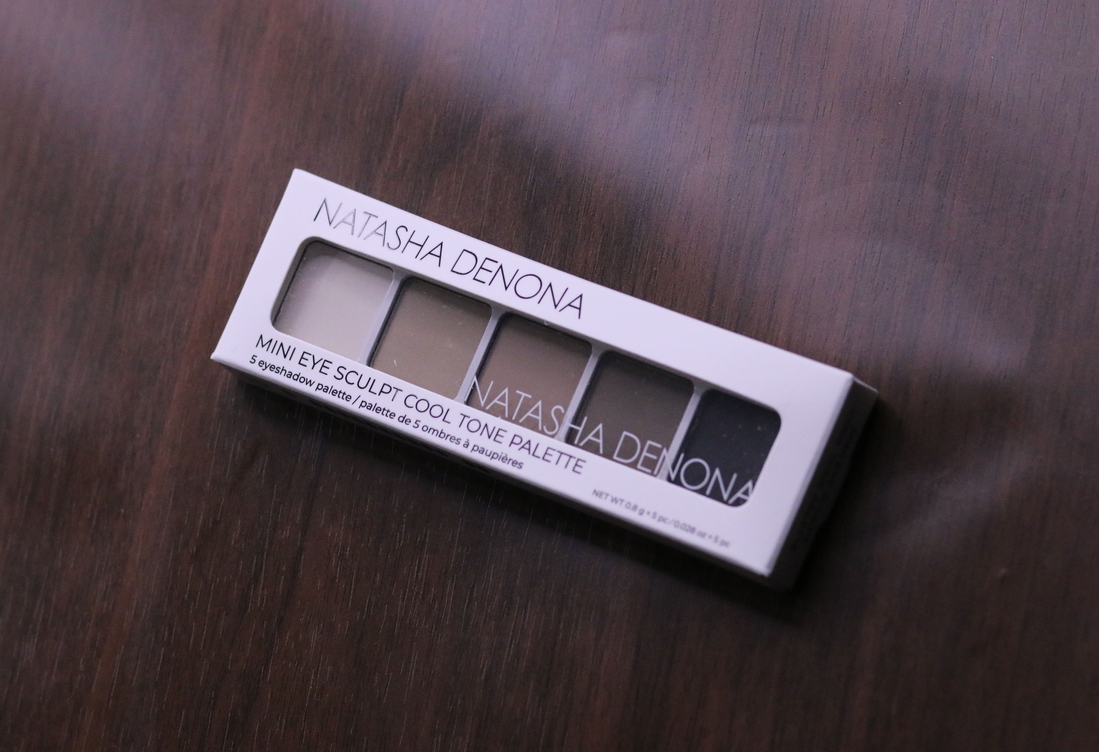 NATASHA DENONA
NATASHA DENONA
MINI EYE SCULPT COOL TONE PALETTE
5 eyeshadow palette / palette de 5 ombres à paupières
NET WT 0.8 g × 5 pc / 0.028 oz × 5 pc